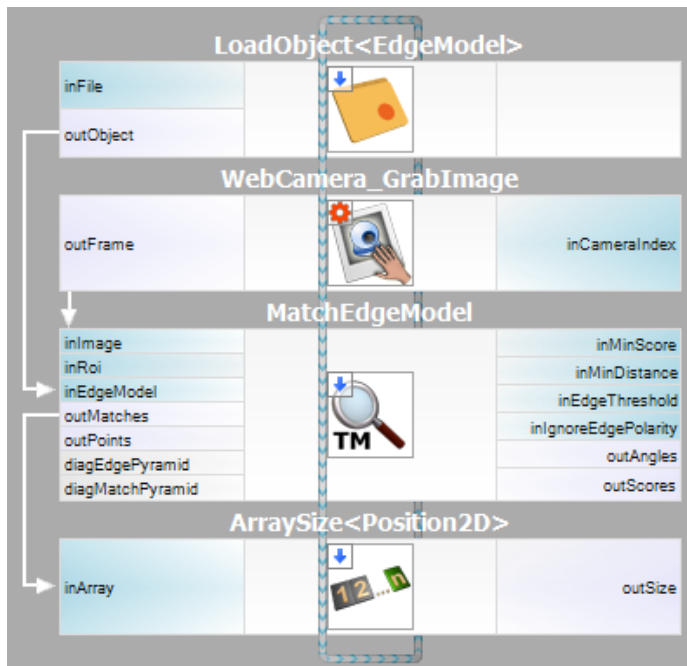 LoadObject<EdgeModel>
inFile
outObject
WebCamera_GrabImage
outFrame
inCameraIndex
MatchEdgeModel
inImage
inRoi
inEdgeModel
outMatches
outPoints
diagEdgePyramid
diagMatchPyramid
TM
inMinScore
inMinDistance
inEdgeThreshold
inIgnoreEdgePolarity
outAngles
outScores
ArraySize<Position2D>
inArray
12...n
outSize